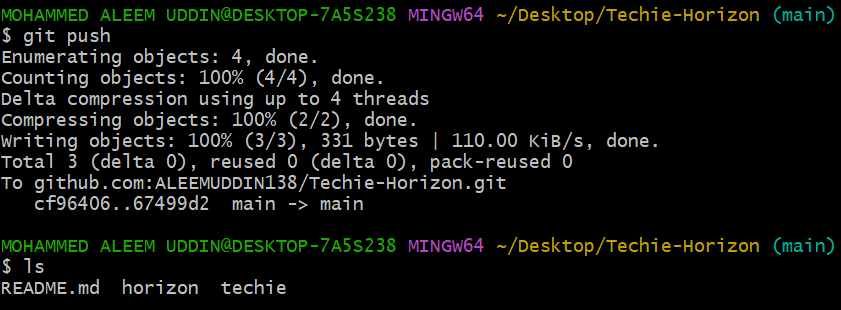 MOHAMMED ALEEM UDDIN@DESKTOP-7A5S238 MINGW64 ~/Desktop/Techie-Horizon (main)
$ git push
Enumerating objects: 4, done.
Counting objects: 100% (4/4), done.
Delta compression using up to 4 threads
Compressing objects: 100% (2/2), done.
Writing objects: 100% (3/3), 331 bytes | 110.00 KiB/s, done.
Total 3 (delta 0), reused 0 (delta 0), pack-reused 0
To github.com:ALEEMUDDIN138/Techie-Horizon.git
   cf96406..67499d2  main -> main
MOHAMMED ALEEM UDDIN@DESKTOP-7A5S238 MINGW64 ~/Desktop/Techie-Horizon (main)
$ ls
README.md  horizon  techie